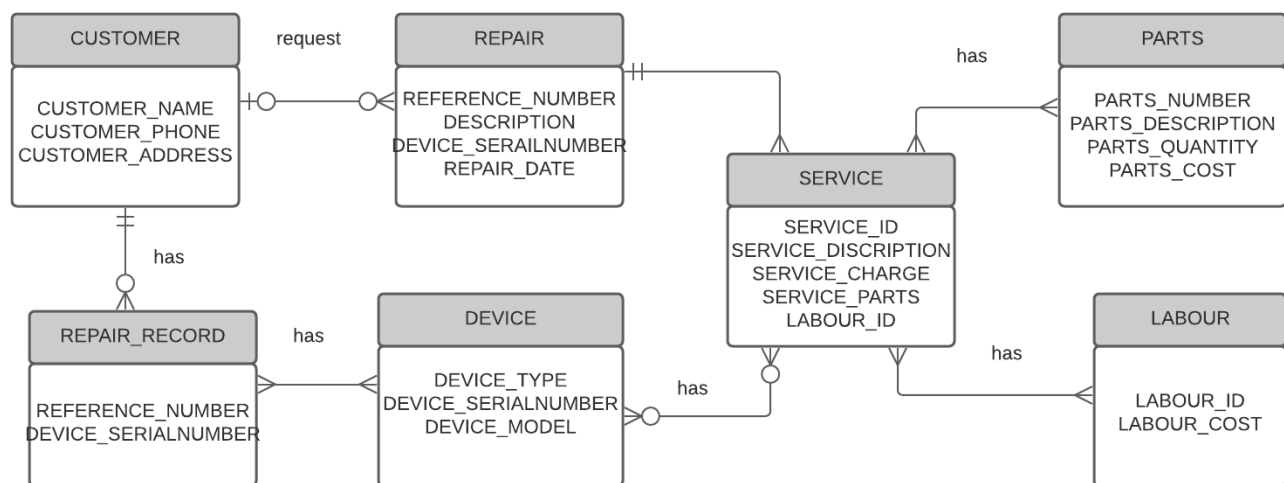 CUSTOMER
request
REPAIR
has
PARTS
CUSTOMER_NAME
CUSTOMER_PHONE
CUSTOMER_ADDRESS
REFERENCE_NUMBER
DESCRIPTION
DEVICE_SERAILNUMBER
REPAIR_DATE
PARTS_NUMBER
PARTS_DESCRIPTION
PARTS_QUANTITY
PARTS_COST
SERVICE
SERVICE_ID
SERVICE_DISCRIPTION
SERVICE_CHARGE
SERVICE_PARTS
LABOUR_ID
has
REPAIR_RECORD
has
DEVICE
has
LABOUR
REFERENCE_NUMBER
DEVICE_SERIALNUMBER
DEVICE_TYPE
DEVICE_SERIALNUMBER
DEVICE_MODEL
has
LABOUR_ID
LABOUR_COST